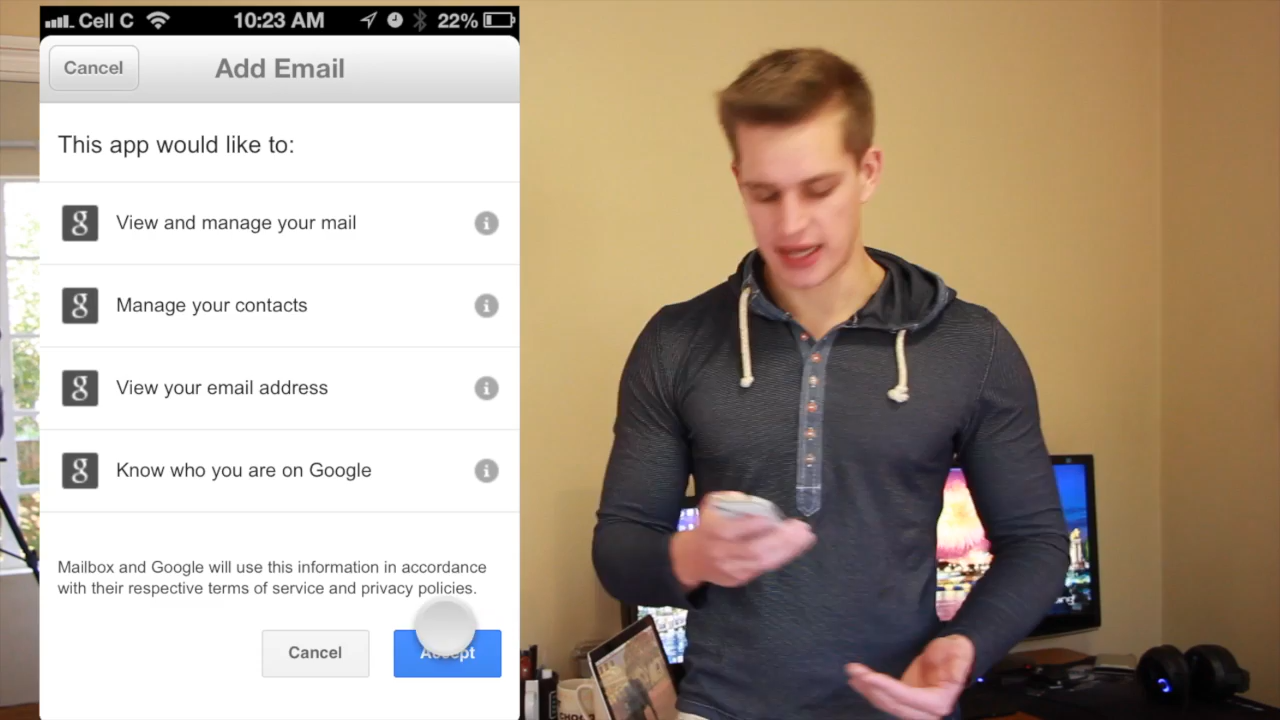 Cell C 10:23 AM 22%
Cancel Add Email
This app would like to:
g View and manage your mail i
g Manage your contacts i
g View your email address i
g Know who you are on Google i
Mailbox and Google will use this information in accordance
with their respective terms of service and privacy policies.
Cancel